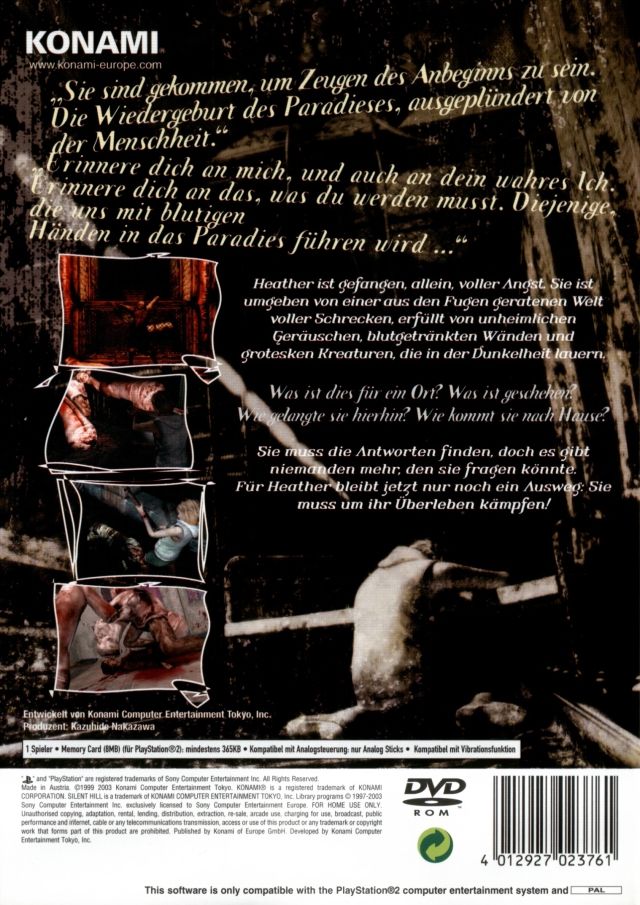 KONAMI
www.konami-europe.com
„Sie sind gekommen, um Zeugen des Anbeginns zu sein.
Die Wiedergeburt des Paradieses, ausgeplündert von
der Menschheit.“
„Erinnere dich an mich, und auch an dein wahres Ich.
Erinnere dich an das, was du werden musst. Diejenige,
die uns mit blutigen
Händen in das Paradies führen wird ...“
Heather ist gefangen, allein, voller Angst. Sie ist
umgeben von einer aus den Fugen geratenen Welt
voller Schrecken, erfüllt von unheimlichen
Geräuschen, blutgetränkten Wänden und
grotesken Kreaturen, die in der Dunkelheit lauern.
Was ist dies für ein Ort? Was ist geschehen?
Wie gelangte sie hierhin? Wie kommt sie nach Hause?
Sie muss die Antworten finden, doch es gibt
niemanden mehr, den sie fragen könnte.
Für Heather bleibt jetzt nur noch ein Ausweg: Sie
muss um ihr Überleben kämpfen!
Entwickelt von Konami Computer Entertainment Tokyo, Inc.
Produzent: Kazuhide Nakazawa
1 Spieler • Memory Card (8MB) (für PlayStation®2): mindestens 365KB • Kompatibel mit Analogsteuerung: nur Analog Sticks • Kompatibel mit Vibrationsfunktion
" " and "PlayStation" are registered trademarks of Sony Computer Entertainment Inc. All Rights Reserved.
Made in Austria. ©1999 2003 Konami Computer Entertainment Tokyo. KONAMI® is a registered trademark of KONAMI
CORPORATION. SILENT HILL is a trademark of KONAMI COMPUTER ENTERTAINMENT TOKYO, Inc. Library programs © 1997-2003
Sony Computer Entertainment Inc. exclusively licensed to Sony Computer Entertainment Europe. FOR HOME USE ONLY.
Unauthorised copying, adaptation, rental, lending, distribution, extraction, re-sale, arcade use, charging for use, broadcast, public
performance and internet, cable or any telecommunications transmission, access or use of this product or any trademark or copyright
work that forms part of this product are prohibited. Published by Konami of Europe GmbH. Developed by Konami Computer
Entertainment Tokyo, Inc.
DVD
ROM
4 012927 023761
This software is only compatible with the PlayStation®2 computer entertainment system and PAL